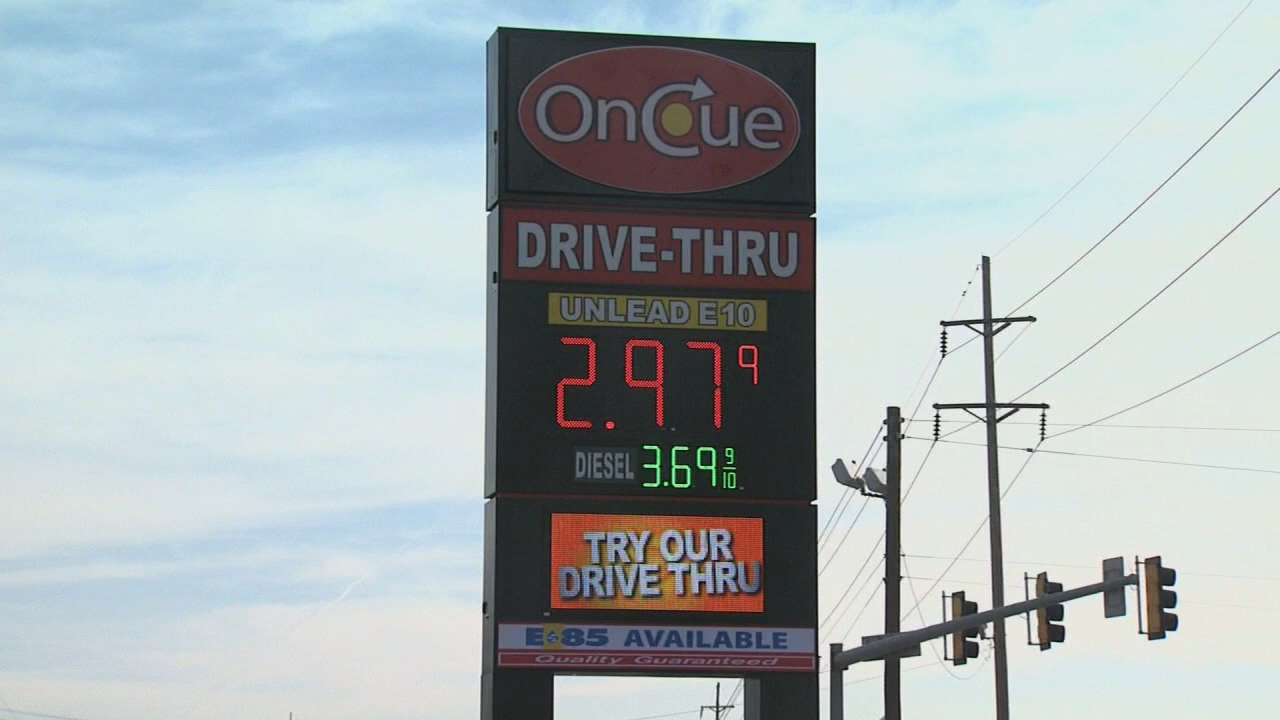 OnCue
DRIVE-THRU
UNLEAD E10
2.97 9
DIESEL 3.69 9/10
TRY OUR
DRIVE THRU
E-85 AVAILABLE
Quality Guaranteed